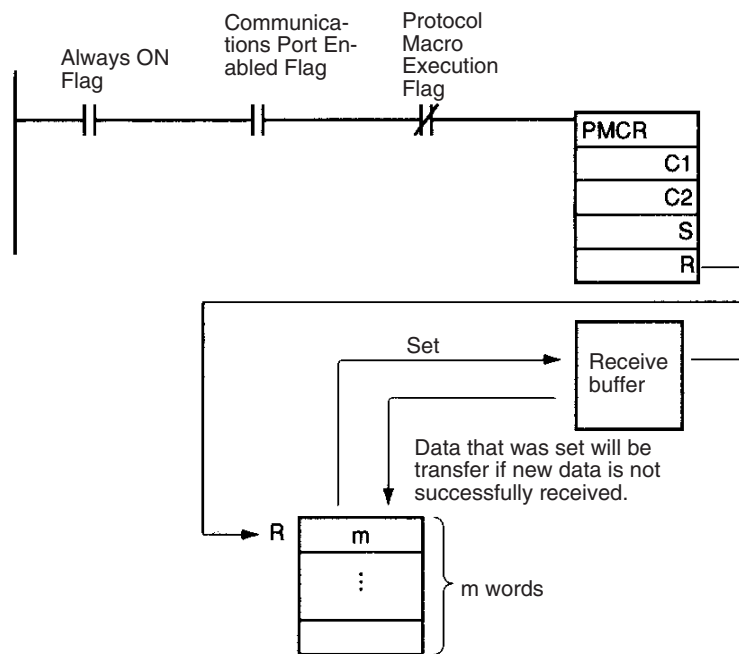 Always ON
Flag
Communica-
tions Port En-
abled Flag
Protocol
Macro
Execution
Flag
PMCR
C1
C2
S
R
Set
Receive
buffer
Data that was set will be
transfer if new data is not
successfully received.
R
m
⋮
m words